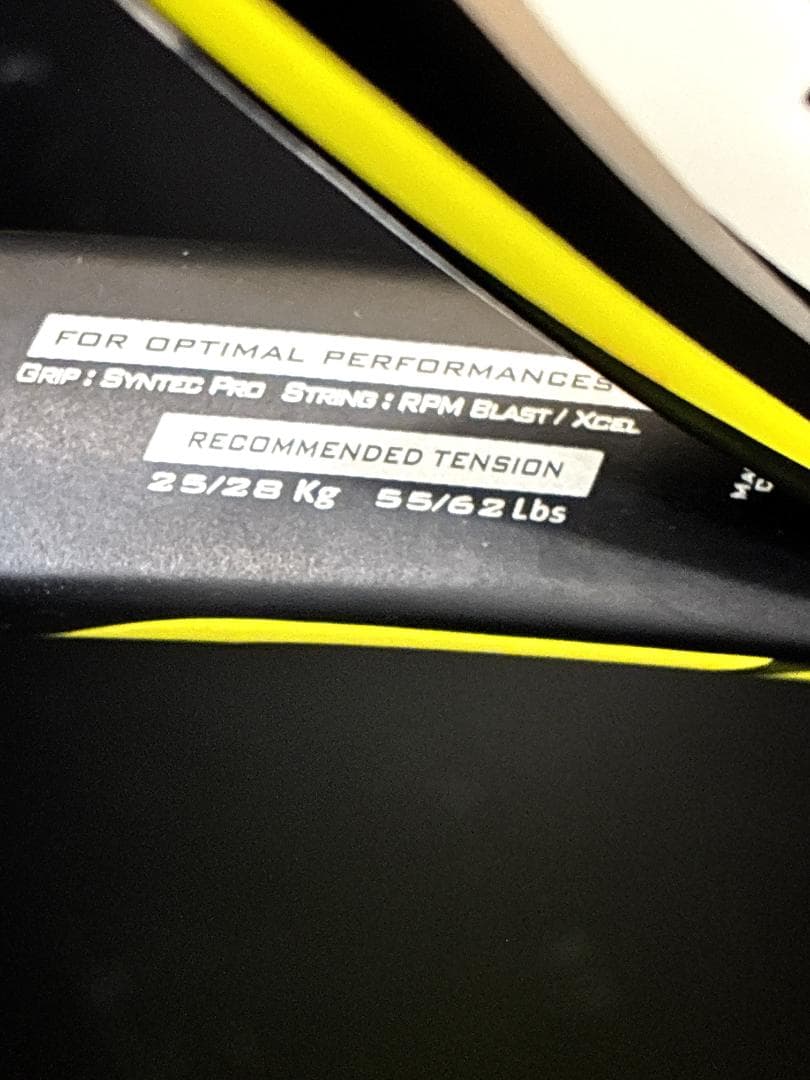 FOR OPTIMAL PERFORMANCES
GRIP : SYNTEC PRO STRING : RPM BLAST / XCEL
RECOMMENDED TENSION
25/28 Kg 55/62 Lbs